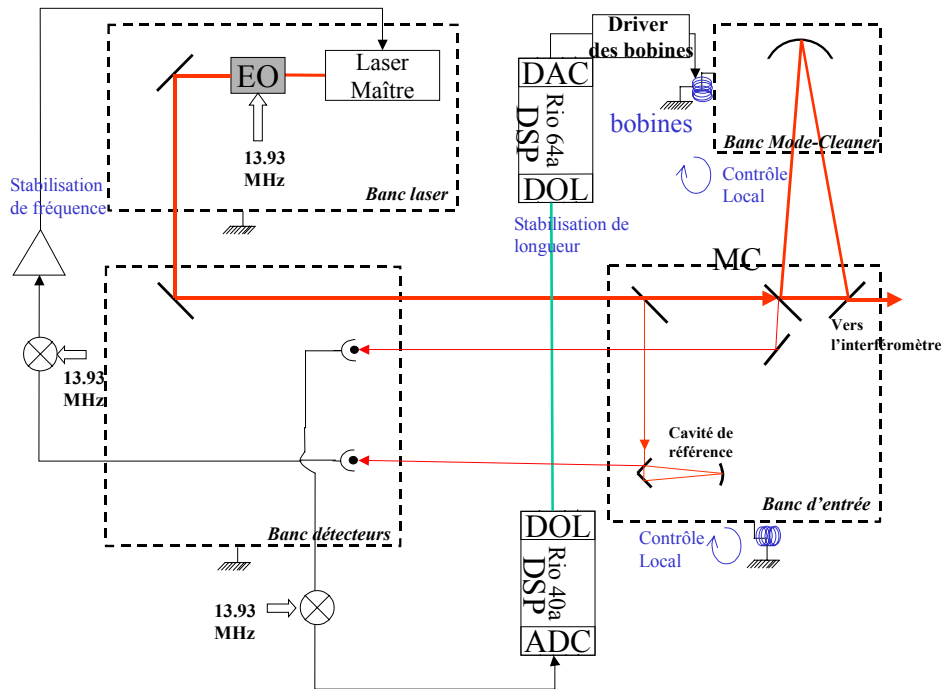 Driver
des bobines
Laser
Maître
EO
13.93
MHz
Banc laser
DAC
Rio 64a
DSP
DOL
bobines
Banc Mode-Cleaner
Contrôle
Local
Stabilisation
de fréquence
Stabilisation de
longueur
MC
Vers
l'interféromètre
13.93
MHz
Cavité de
référence
Banc d'entrée
Banc détecteurs
DOL
Rio 40a
DSP
ADC
Contrôle
Local
13.93
MHz